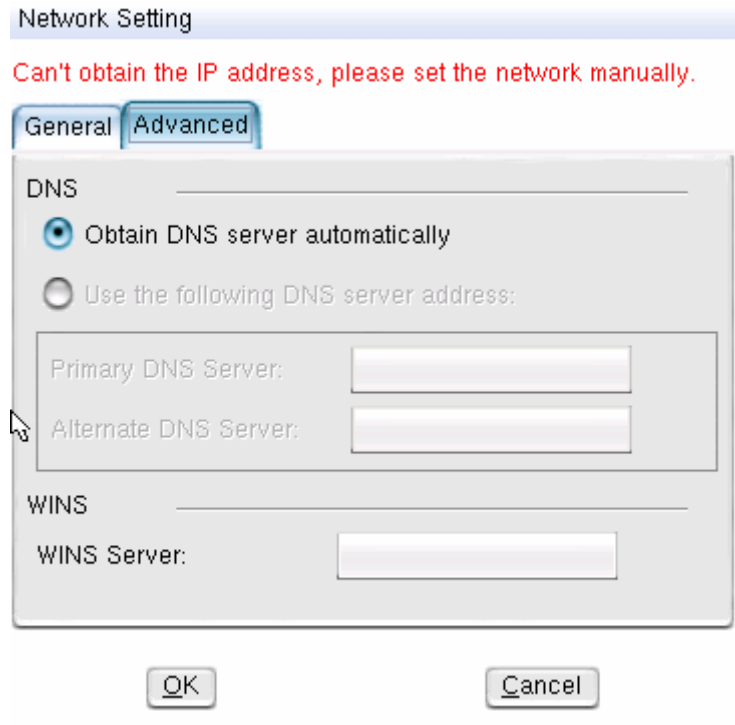 Network Setting
Can't obtain the IP address, please set the network manually.
General Advanced
DNS
Obtain DNS server automatically
Use the following DNS server address:
Primary DNS Server:
Alternate DNS Server:
WINS
WINS Server:
OK Cancel